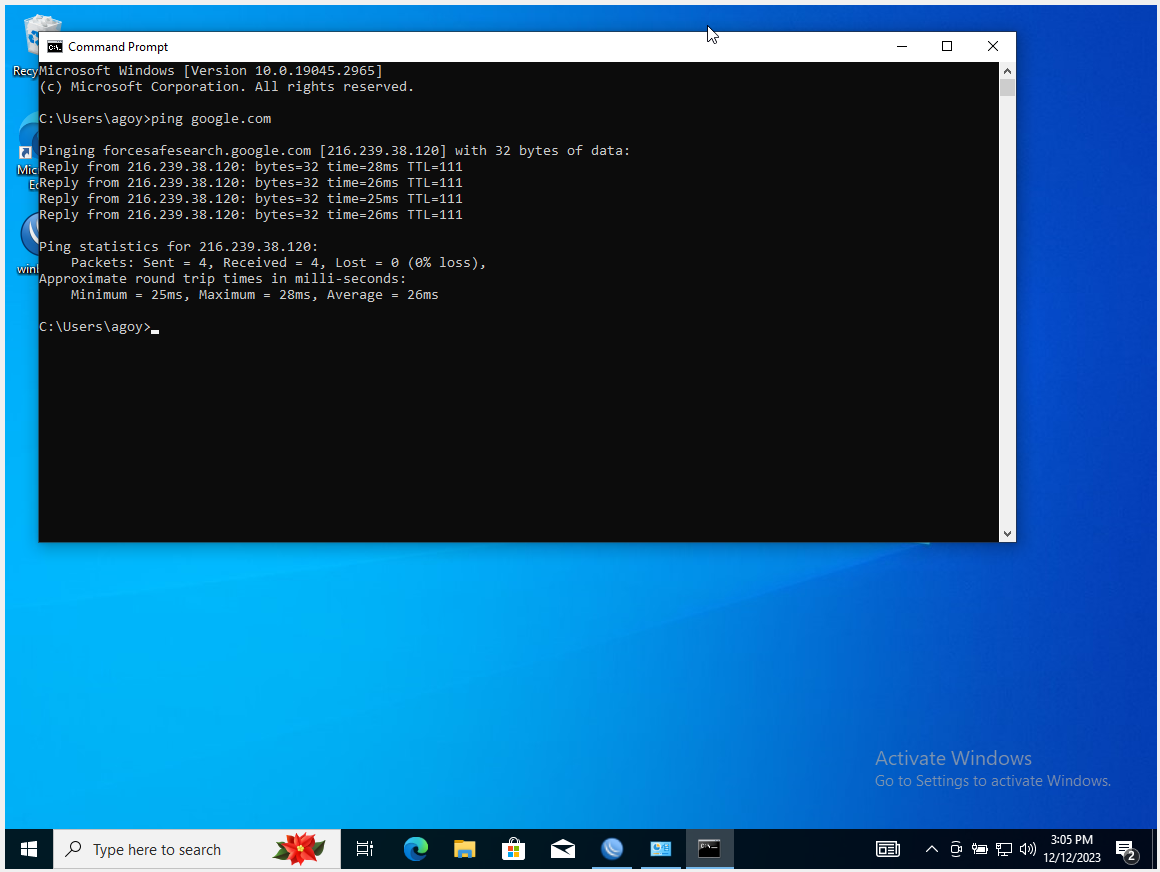 Command Prompt
Microsoft Windows [Version 10.0.19045.2965]
(c) Microsoft Corporation. All rights reserved.
C:\Users\agoy>ping google.com
Pinging forcesafesearch.google.com [216.239.38.120] with 32 bytes of data:
Reply from 216.239.38.120: bytes=32 time=28ms TTL=111
Reply from 216.239.38.120: bytes=32 time=26ms TTL=111
Reply from 216.239.38.120: bytes=32 time=25ms TTL=111
Reply from 216.239.38.120: bytes=32 time=26ms TTL=111
Ping statistics for 216.239.38.120:
Packets: Sent = 4, Received = 4, Lost = 0 (0% loss),
Approximate round trip times in milli-seconds:
Minimum = 25ms, Maximum = 28ms, Average = 26ms
C:\Users\agoy>
Recy
Mic
winl
Activate Windows
Go to Settings to activate Windows.
Type here to search
3:05 PM
12/12/2023
2